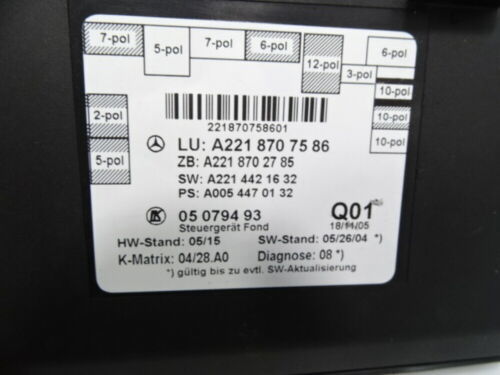 7-pol
5-pol
7-pol
6-pol
12-pol
3-pol
6-pol
10-pol
10-pol
10-pol
2-pol
5-pol
221870758601
LU: A221 870 75 86
ZB: A221 870 27 85
SW: A221 442 16 32
PS: A005 447 01 32
05 0794 93
Q01
Steuergerät Fond
18/11/05
HW-Stand: 05/15 SW-Stand: 05/26/04 *)
K-Matrix: 04/28.A0 Diagnose: 08 *)
*) gültig bis zu evtl. SW-Aktualisierung